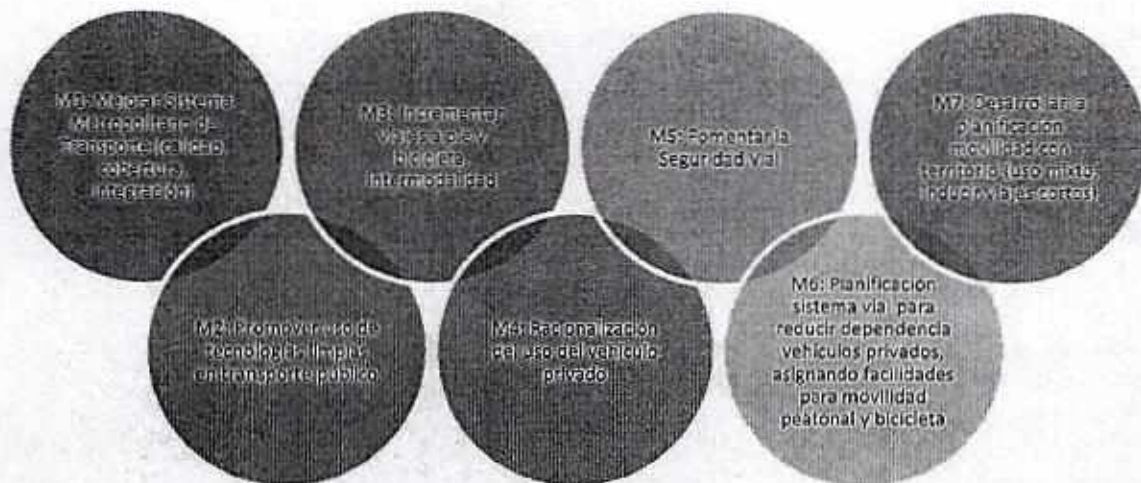 M1: Mejorar Sistema
Metropolitano de
Transporte (calidad,
cobertura,
integración)
M2: Promover uso de
tecnologías limpias
en transporte público
M3: Incrementar
viajes a pie y
bicicleta,
Intermodalidad
M4: Racionalización
del uso del vehículo
privado
M5: Fomentar la
Seguridad Vial
M6: Planificación
sistema vial para
reducir dependencia
vehículos privados,
asignando facilidades
para movilidad
peatonal y bicicleta
M7: Desarrollar la
planificación
movilidad con
territorio (uso mixto,
inducir viajes cortos)